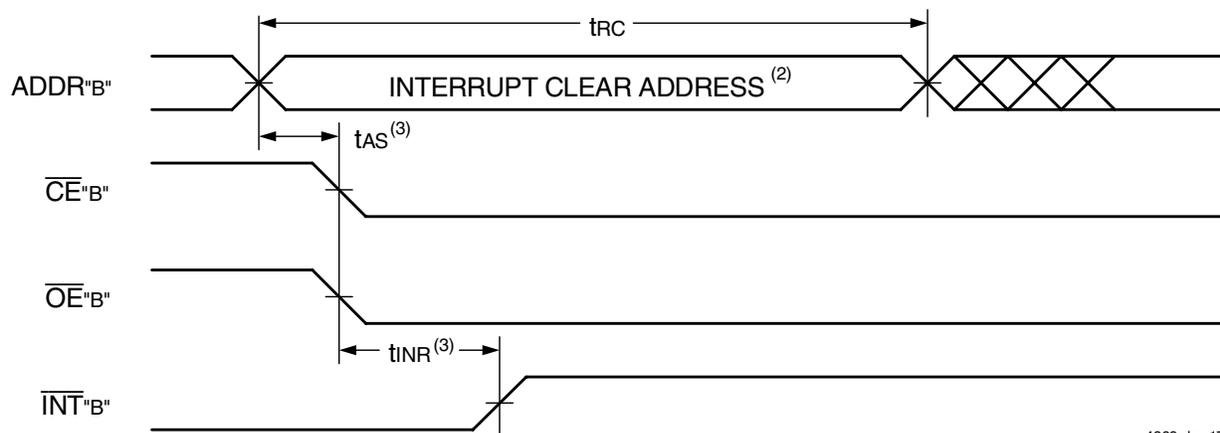 tRC
ADDR"B"
INTERRUPT CLEAR ADDRESS (2)
tAS(3)
CE"B"
OE"B"
tINR(3)
INT"B"